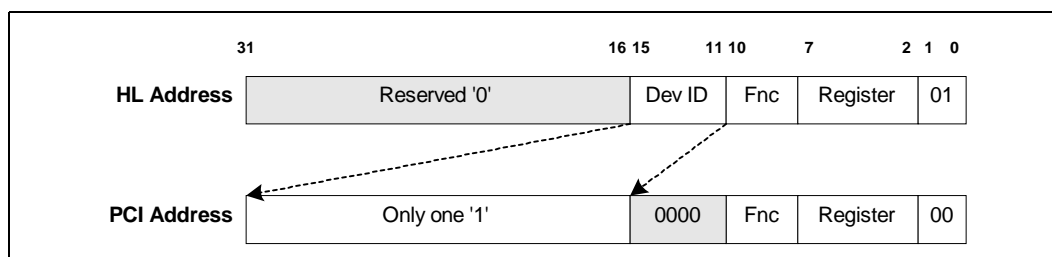 31 16 15 11 10 7 2 1 0
HL Address Reserved '0' Dev ID Fnc Register 01
PCI Address Only one '1' 0000 Fnc Register 00